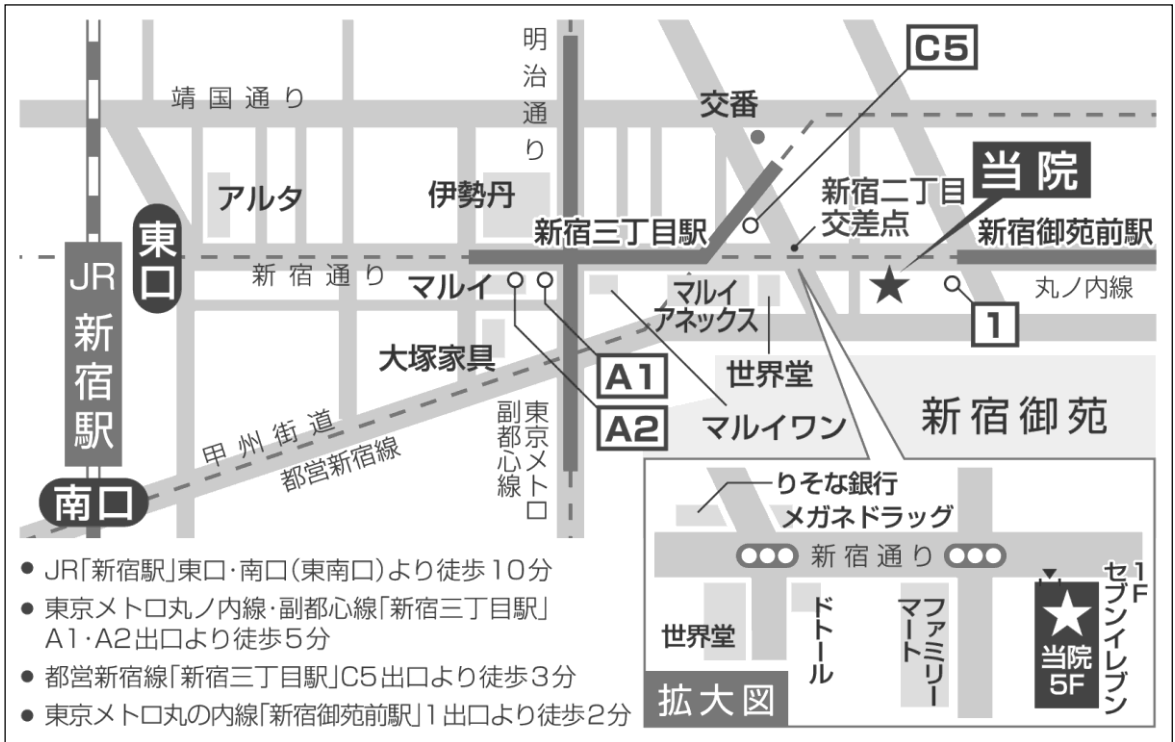 明治通り
C5
靖国通り
交番
当院
アルタ
伊勢丹
新宿二丁目
交差点
東口
新宿三丁目駅
新宿御苑前駅
JR新宿駅
新宿通り
マルイ
マルイ
アネックス
丸ノ内線
1
大塚家具
A1
世界堂
A2
マルイワン
新宿御苑
甲州街道
都営新宿線
東京メトロ
副都心線
南口
りそな銀行
メガネドラッグ
新宿通り
世界堂
ドトール
ファミリー
マート
1F
セブンイレブン
当院
5F
拡大図
● JR「新宿駅」東口・南口(東南口)より徒歩10分
● 東京メトロ丸ノ内線・副都心線「新宿三丁目駅」
A1・A2出口より徒歩5分
● 都営新宿線「新宿三丁目駅」C5出口より徒歩3分
● 東京メトロ丸の内線「新宿御苑前駅」1出口より徒歩2分